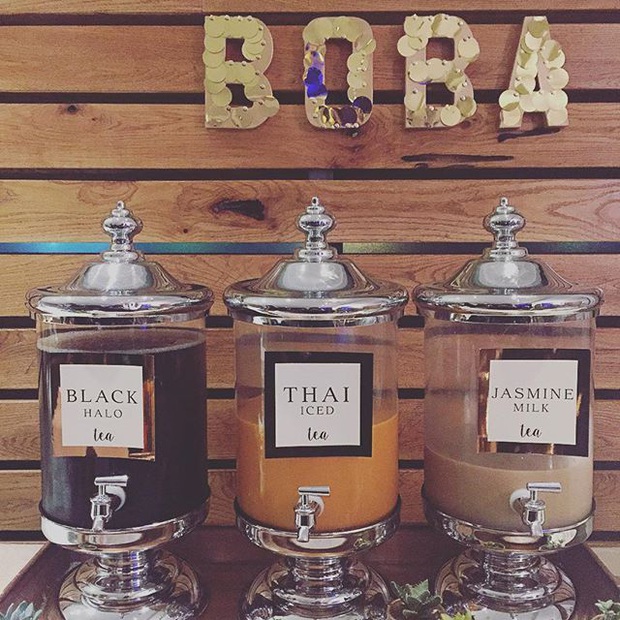 BOBA
BLACK
HALO
tea
THAI
ICED
tea
JASMINE
MILK
tea